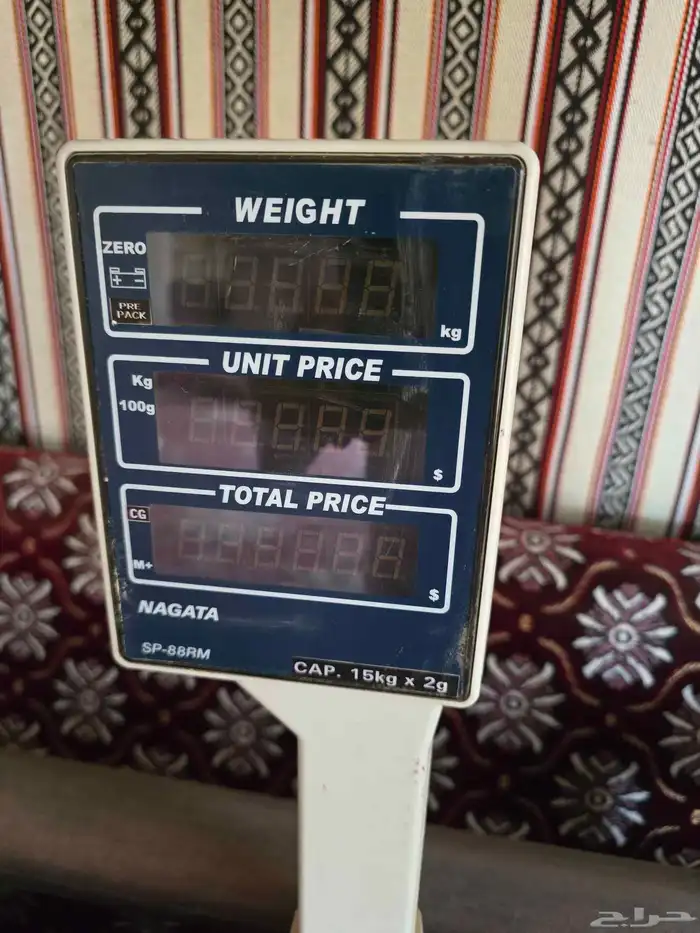 WEIGHT
ZERO
+ -
PRE
PACK
kg
UNIT PRICE
Kg
100g
$
TOTAL PRICE
CG
M+
$
NAGATA
SP-88RM
CAP. 15kg x 2g
حراج